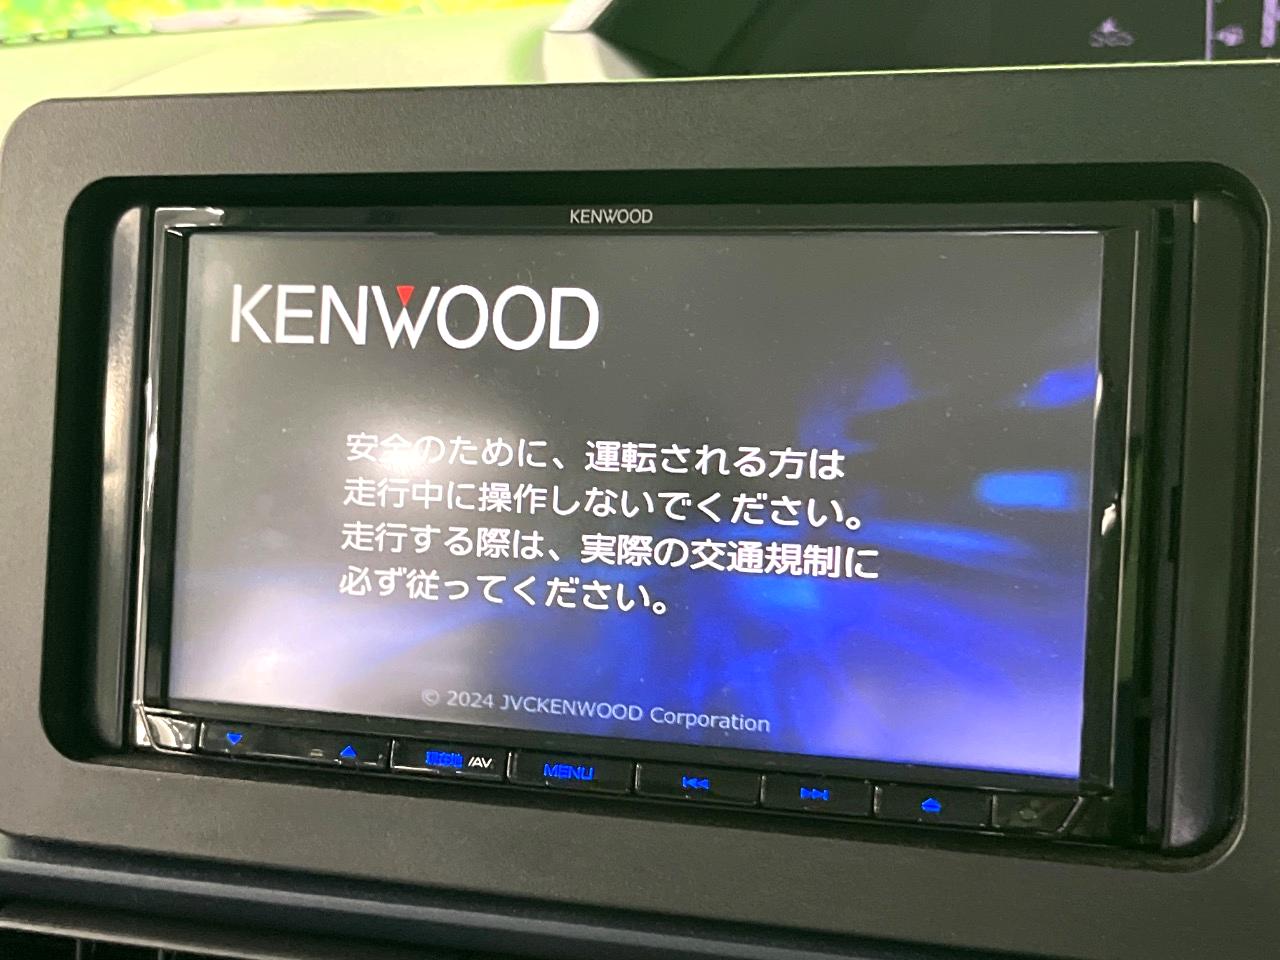 KENWOOD
KENWOOD
安全のために、運転される方は
走行中に操作しないでください。
走行する際は、実際の交通規制に
必ず従ってください。
© 2024 JVCKENWOOD Corporation
現在地/AV
MENU